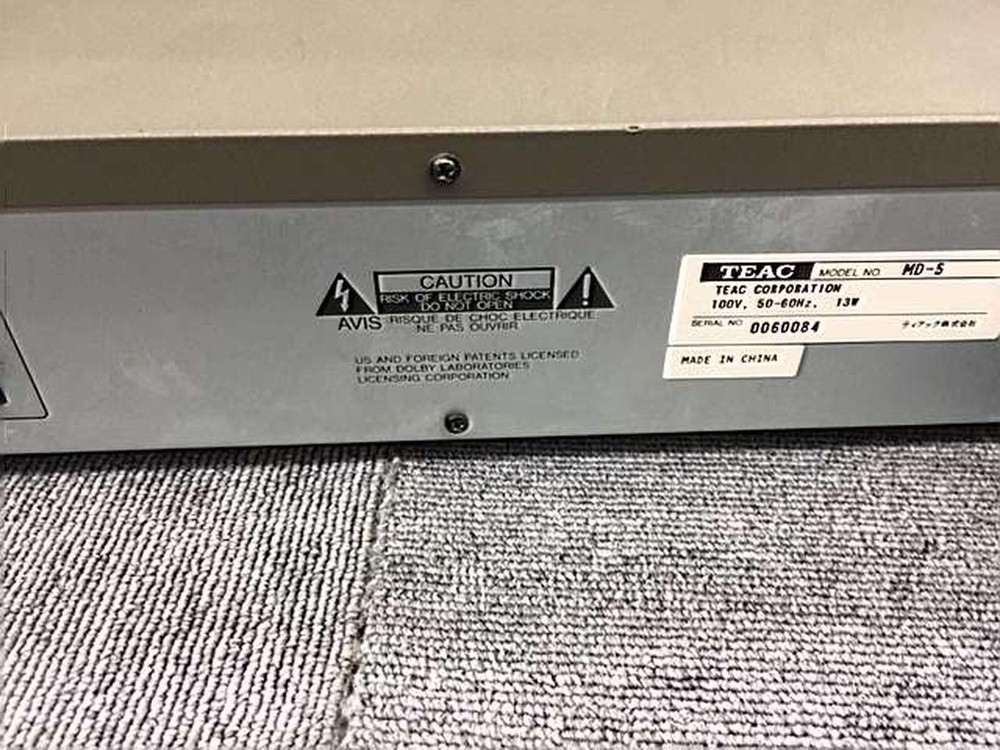 CAUTION
RISK OF ELECTRIC SHOCK
DO NOT OPEN
AVIS RISQUE DE CHOC ELECTRIQUE
NE PAS OUVRIR
US AND FOREIGN PATENTS LICENSED
FROM DOLBY LABORATORIES
LICENSING CORPORATION
TEAC MODEL NO. MD-5
TEAC CORPORATION
100V, 50-60Hz, 13W
SERIAL NO. 0060084 ティアック株式会社
MADE IN CHINA